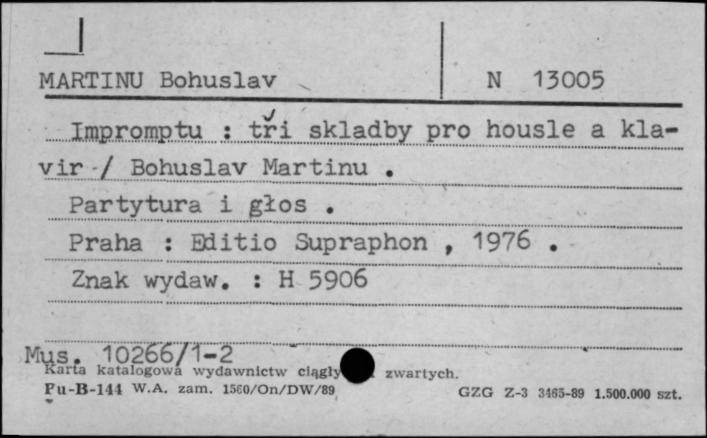 MARTINU Bohuslav N 13005
Impromptu : tři skladby pro housle a kla-
vir / Bohuslav Martinu .
Partytura i głos .
Praha : Editio Supraphon , 1976 .
Znak wydaw. : H 5906
Mus. 10266/1-2
Karta katalogowa wydawnictw ciągły zwartych.
Pu-B-144 W.A. zam. 1560/On/DW/89 GZG Z-3 3465-89 1.500.000 szt.